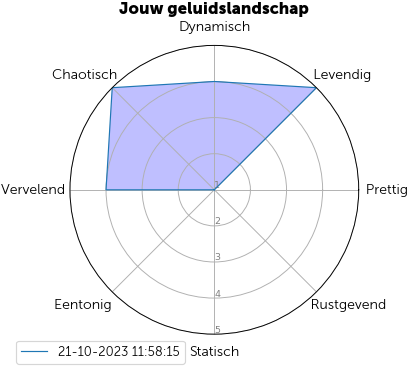 Jouw geluidslandschap
Dynamisch
Chaotisch
Levendig
Vervelend
Prettig
1
2
3
4
5
Eentonig
Rustgevend
21-10-2023 11:58:15
Statisch